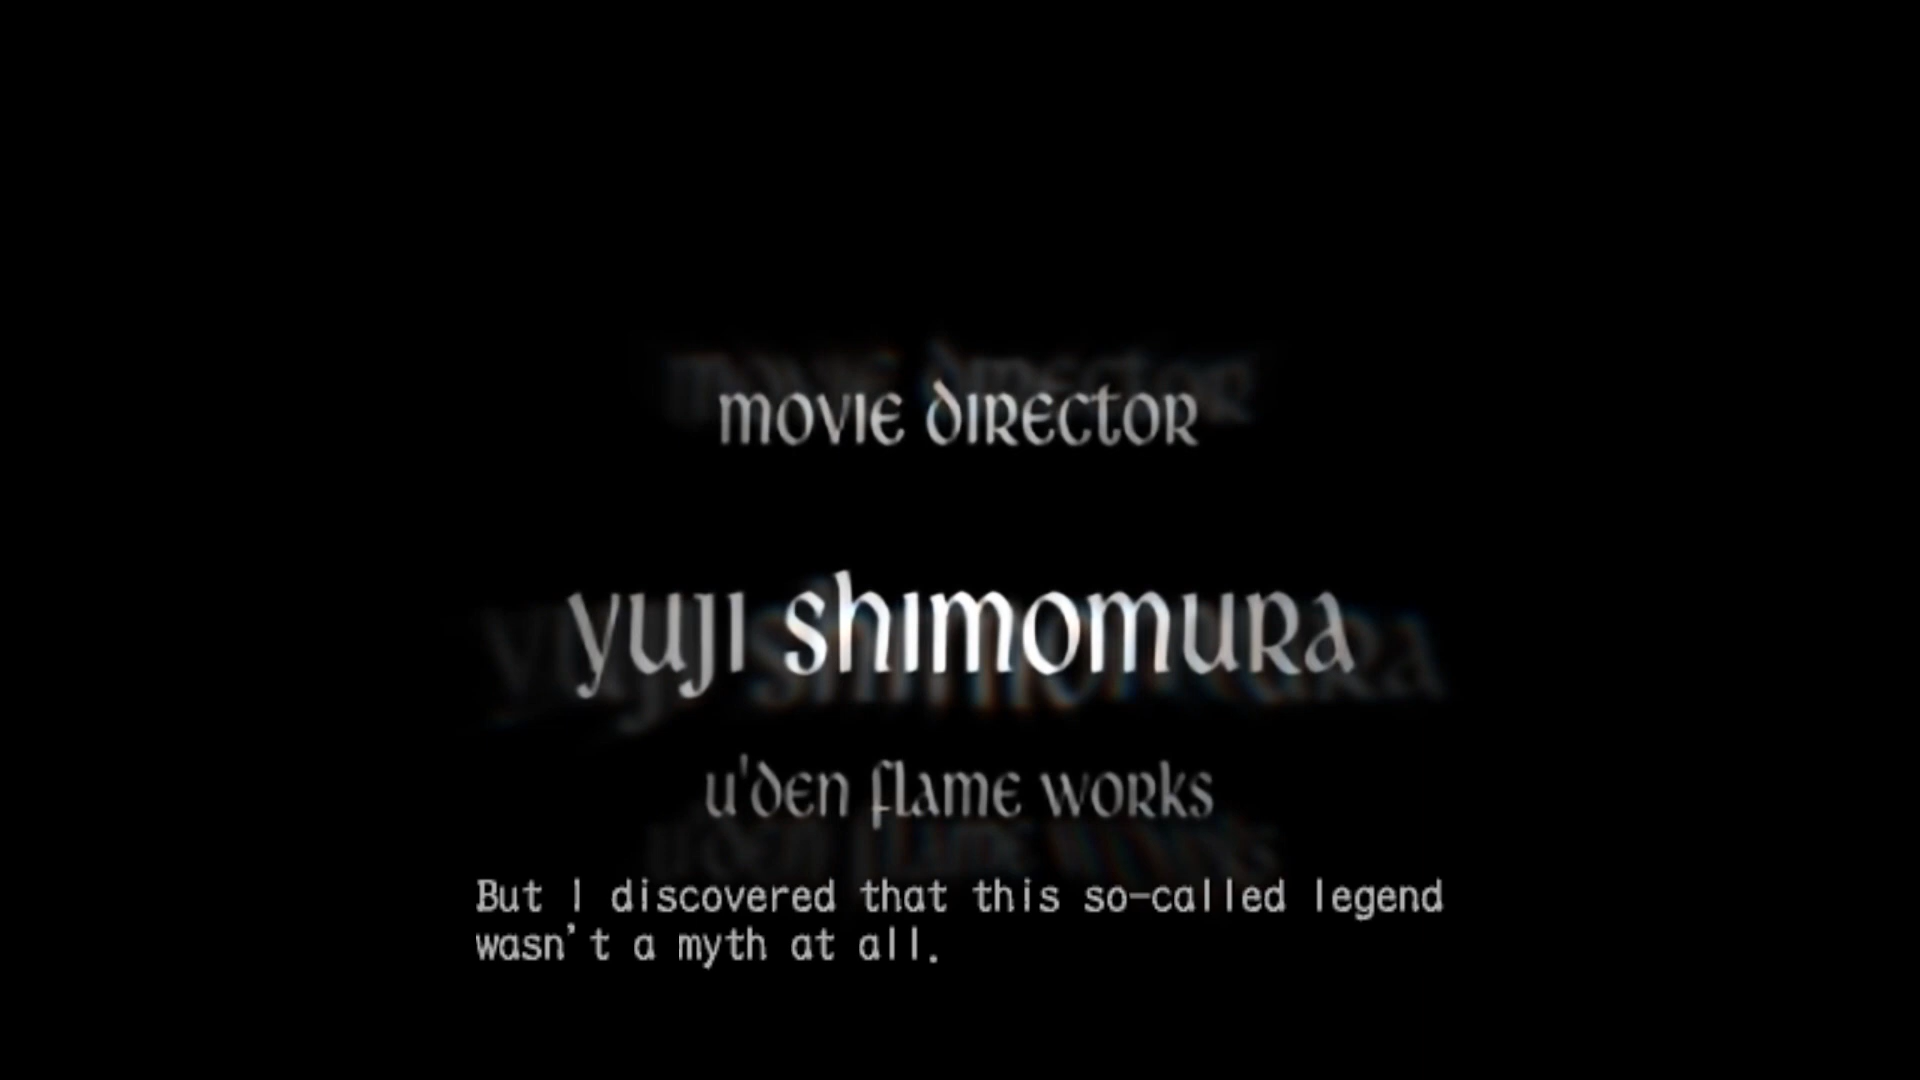 movie director
yuji shimomura
u'den flame works
But I discovered that this so-called legend
wasn't a myth at all.